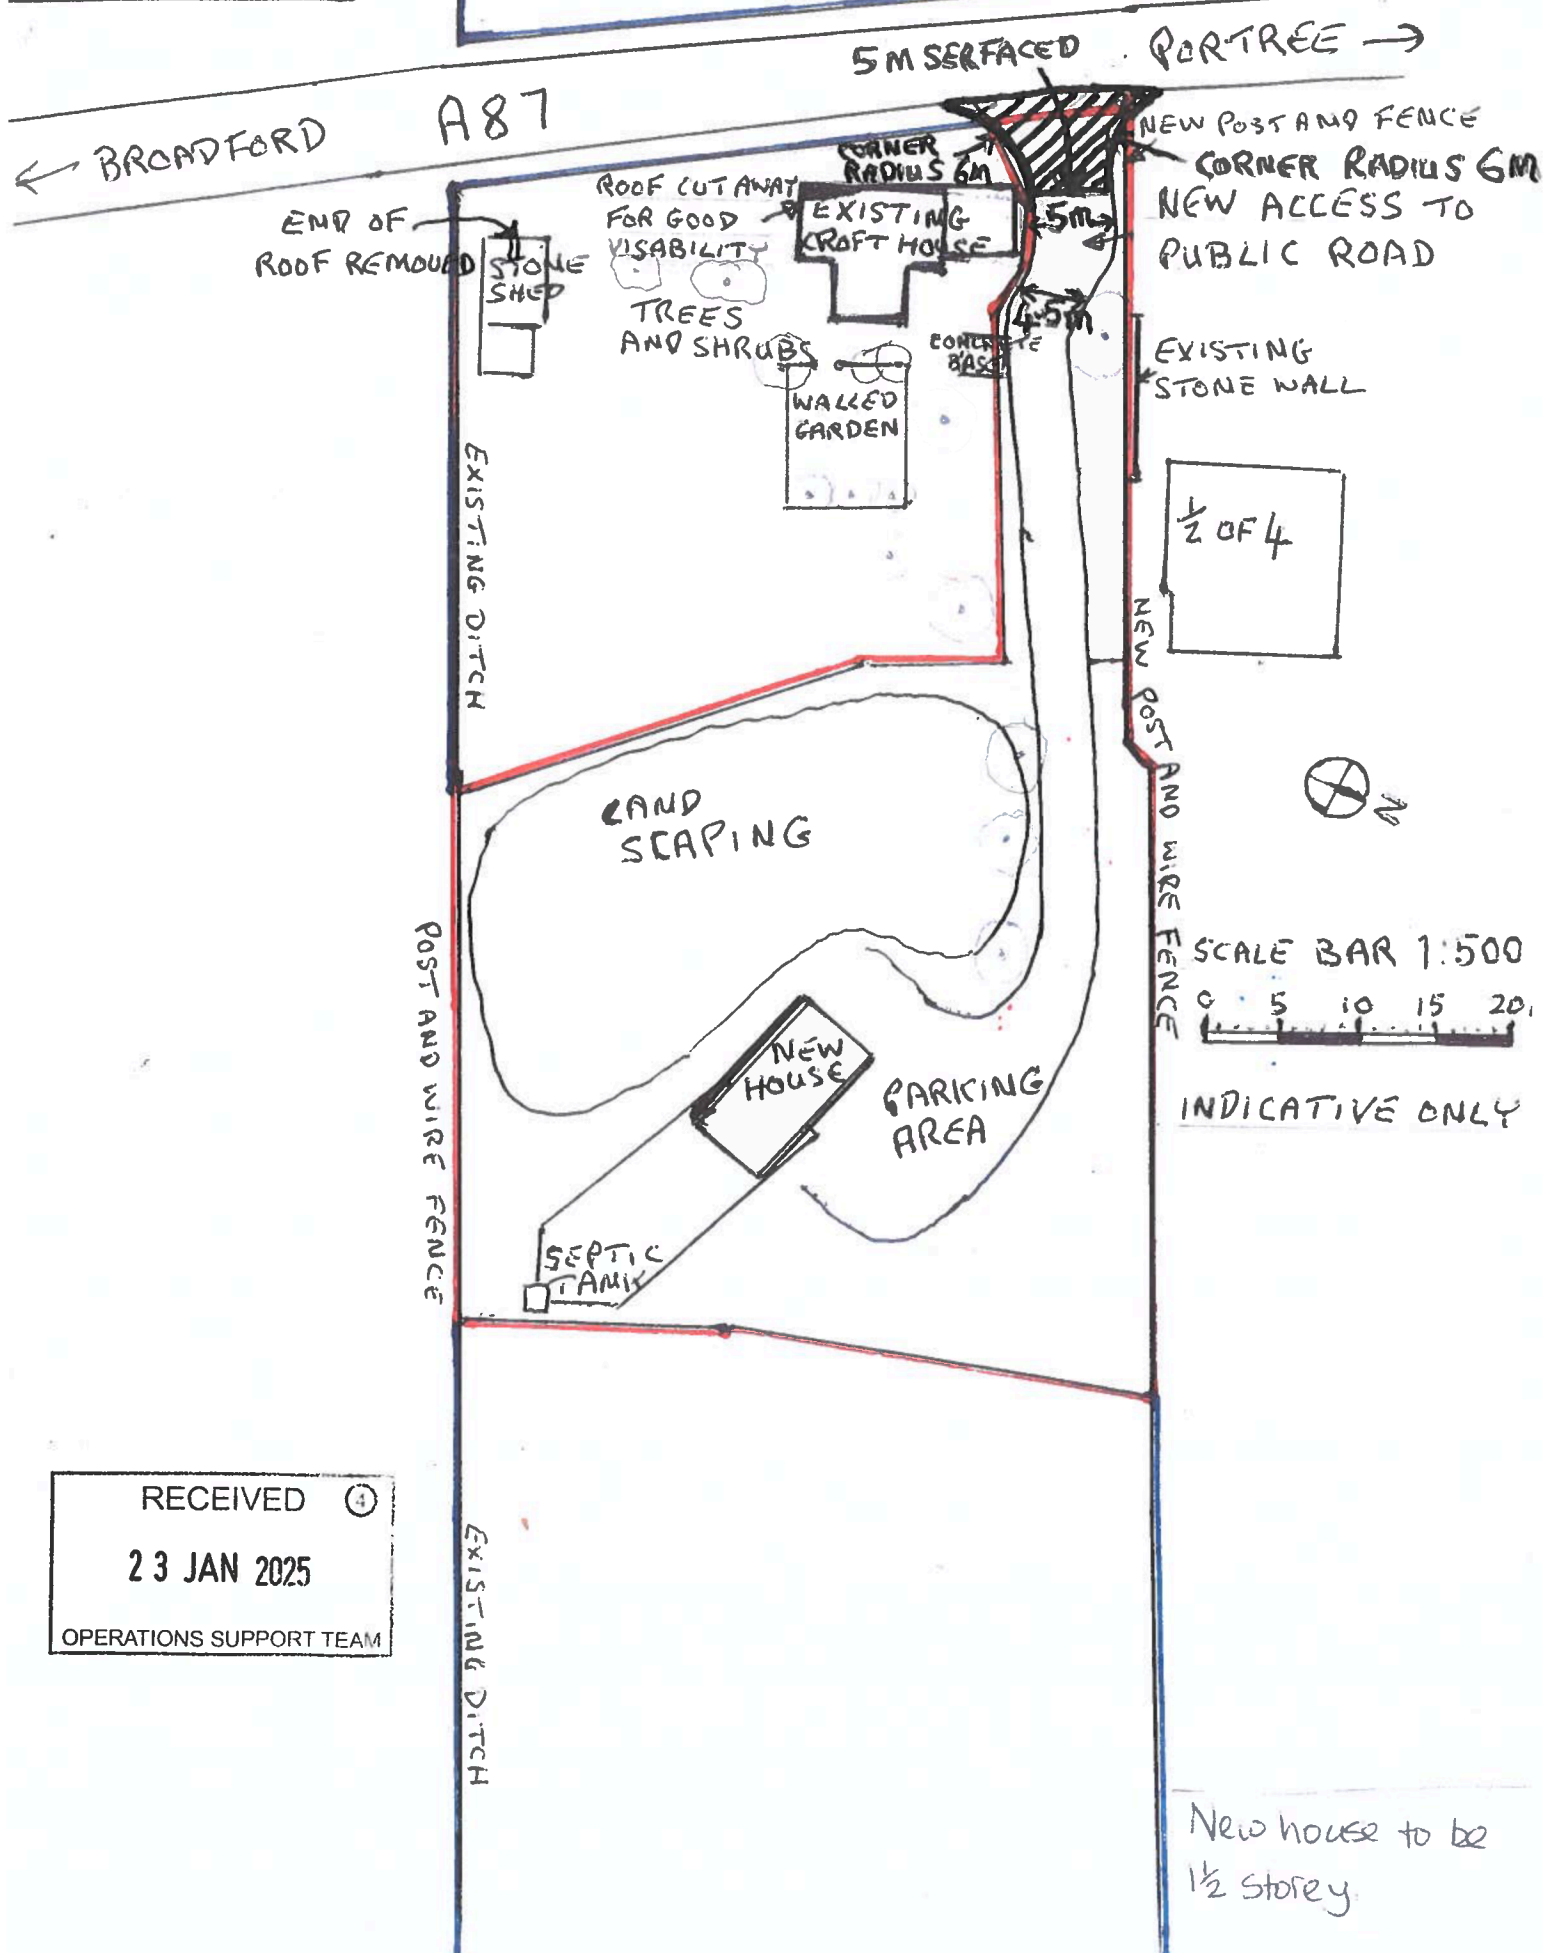 5M SERFACED
PORTREE →
A87
← BROADFORD
NEW POST AMD FENCE
CORNER
RADIUS 6M
CORNER RADIUS 6M
ROOF CUT AWAY
FOR GOOD
VISABILITY
EXISTING
CROFT HOUSE
5m
NEW ACCESS TO
PUBLIC ROAD
END OF
ROOF REMOVED
STONE
SHED
TREES
AND SHRUBS
4.5m
CONCRETE
BASE
EXISTING
STONE WALL
WALLED
GARDEN
EXISTING DITCH
½ OF 4
NEW POST AND WIRE FENCE
LAND
SCAPING
N
POST AND WIRE FENCE
SCALE BAR 1:500
0 5 10 15 20
INDICATIVE ONLY
NEW
HOUSE
PARKING
AREA
SEPTIC
TANK
RECEIVED 4
23 JAN 2025
OPERATIONS SUPPORT TEAM
EXISTING DITCH
New house to be
1½ storey